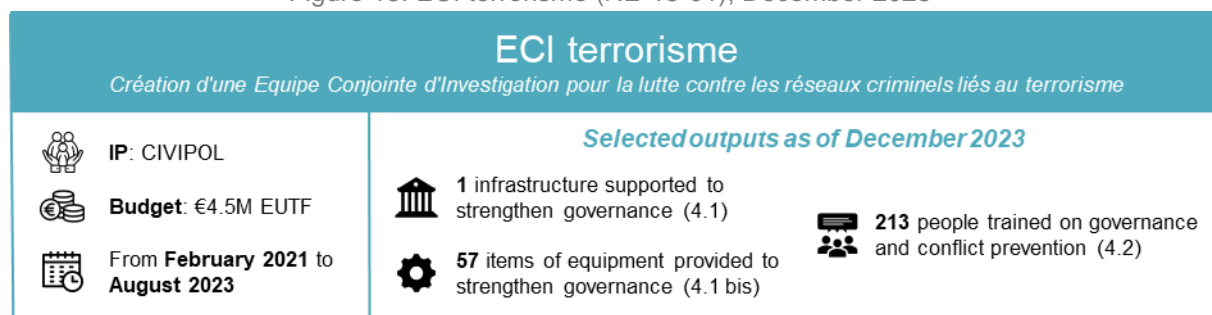 ECI terrorisme
Création d'une Equipe Conjointe d'Investigation pour la lutte contre les réseaux criminels liés au terrorisme
IP: CIVIPOL
Budget: €4.5M EUTF
From February 2021 to
August 2023
Selected outputs as of December 2023
1 infrastructure supported to
strengthen governance (4.1)
57 items of equipment provided to
strengthen governance (4.1 bis)
213 people trained on governance
and conflict prevention (4.2)